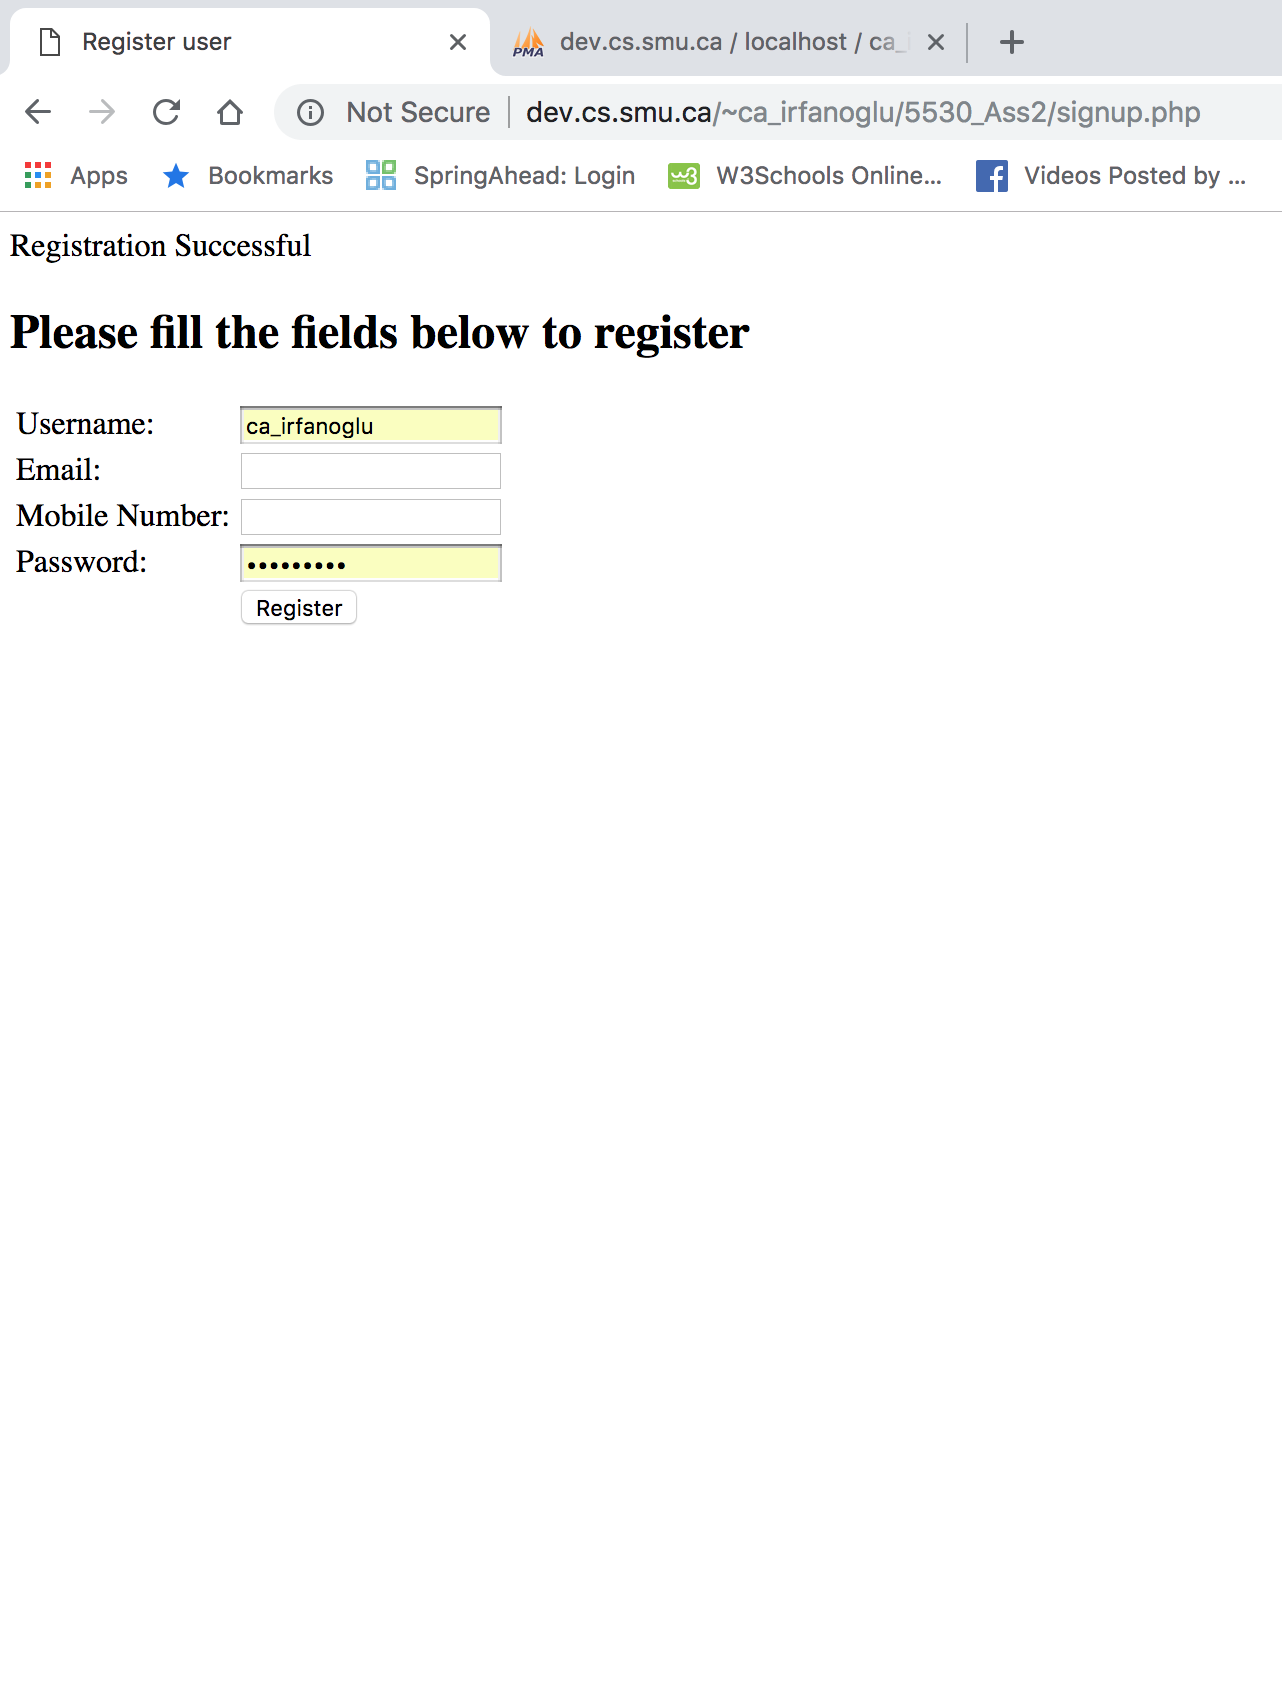 Register user
PMA dev.cs.smu.ca / localhost / ca_i
Not Secure dev.cs.smu.ca/~ca_irfanoglu/5530_Ass2/signup.php
Apps Bookmarks SpringAhead: Login w3 W3Schools Online... f Videos Posted by ...
Registration Successful
Please fill the fields below to register
Username: ca_irfanoglu
Email:
Mobile Number:
Password: •••••••••
Register